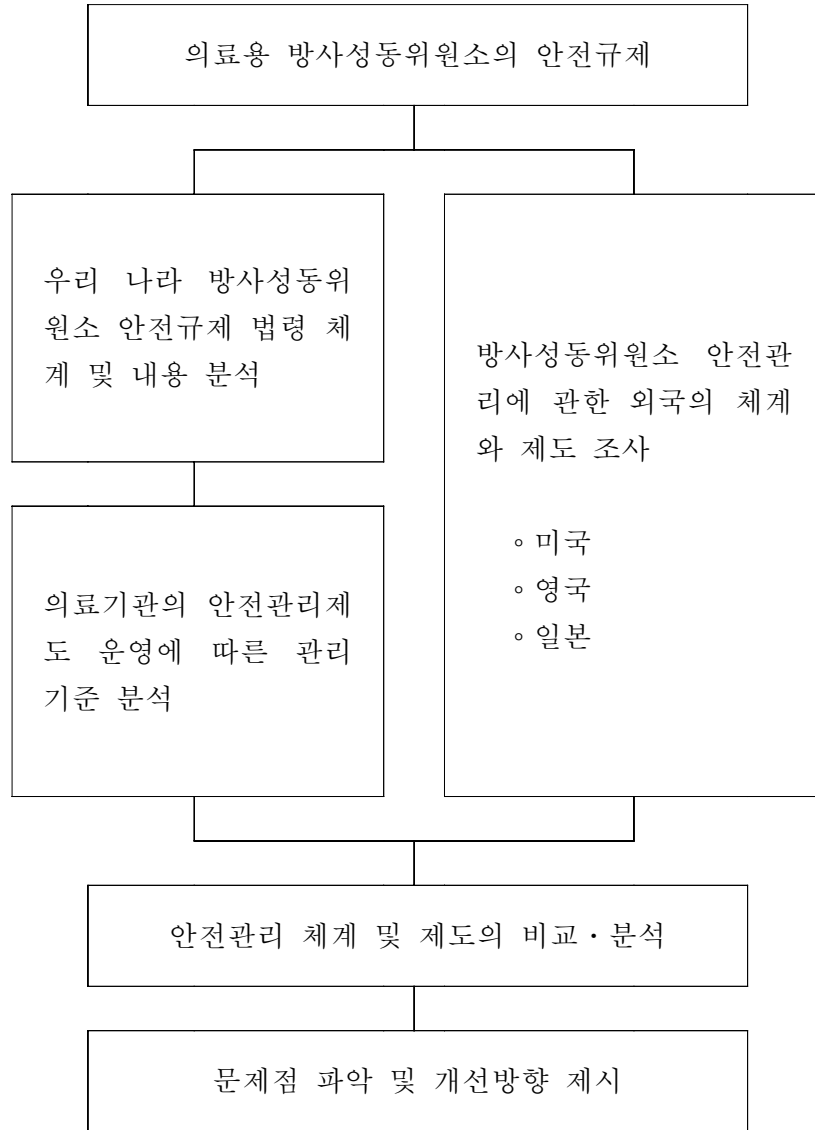 의료용 방사성동위원소의 안전규제
우리 나라 방사성동위
원소 안전규제 법령 체
계 및 내용 분석
의료기관의 안전관리제
도 운영에 따른 관리
기준 분석
방사성동위원소 안전관
리에 관한 외국의 체계
와 제도 조사
∘미국
∘영국
∘일본
안전관리 체계 및 제도의 비교・분석
문제점 파악 및 개선방향 제시